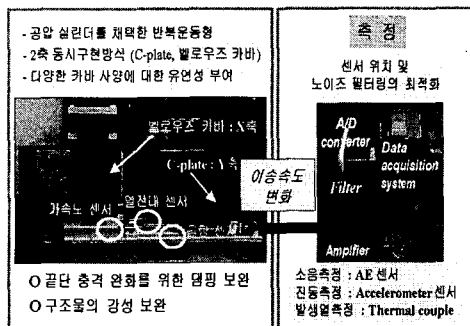 - 공압 실린더를 채택한 반복운동형
- 2축 동시구현방식 (C-plate, 벨로우즈 카바)
- 다양한 카바 사양에 대한 유연성 부여
벨로우즈 카바 : X축
C-plate : Y 축
가속도 센서
열전대 센서
음향 센서
O 끝단 충격 완화를 위한 댐핑 보완
O 구조물의 강성 보완
이송속도
변화
측 정
센서 위치 및
노이즈 필터링의 최적화
A/D
converter
Data
acquisition
system
Filter
Amplifier
소음측정 : AE 센서
진동측정 : Accelerometer 센서
발생열측정 : Thermal couple